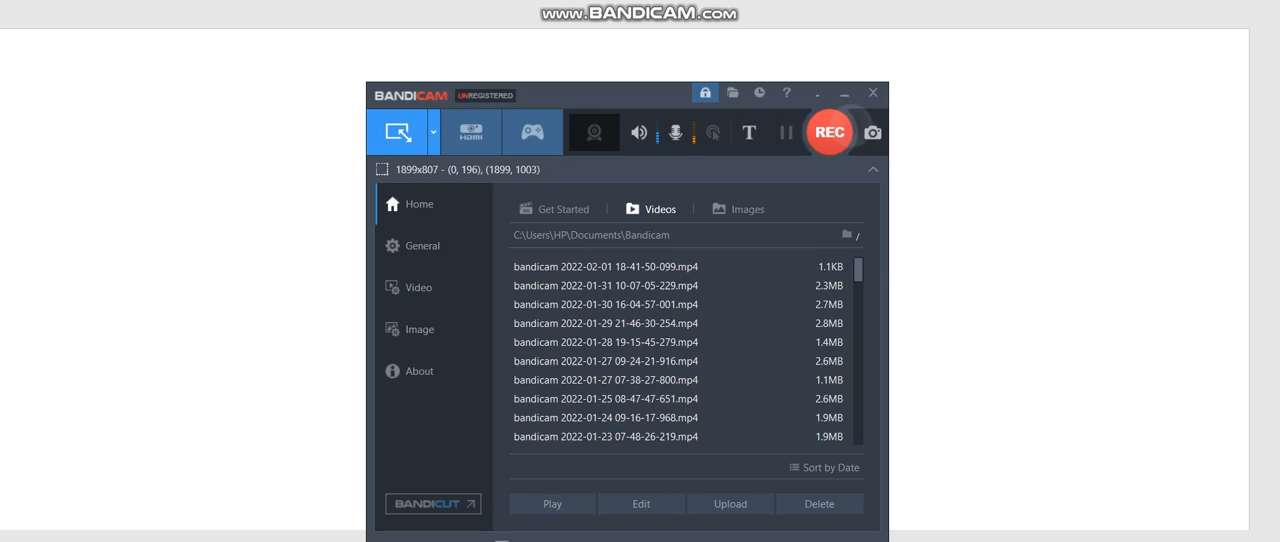 www.BANDICAM.com
BANDICAM UNREGISTERED
HDMI T REC
1899x807 - (0, 196), (1899, 1003)
Home
General
Video
Image
About
BANDICUT
Get Started Videos Images
C:\Users\HP\Documents\Bandicam /
bandicam 2022-02-01 18-41-50-099.mp4 1.1KB
bandicam 2022-01-31 10-07-05-229.mp4 2.3MB
bandicam 2022-01-30 16-04-57-001.mp4 2.7MB
bandicam 2022-01-29 21-46-30-254.mp4 2.8MB
bandicam 2022-01-28 19-15-45-279.mp4 1.4MB
bandicam 2022-01-27 09-24-21-916.mp4 2.6MB
bandicam 2022-01-27 07-38-27-800.mp4 1.1MB
bandicam 2022-01-25 08-47-47-651.mp4 2.6MB
bandicam 2022-01-24 09-16-17-968.mp4 1.9MB
bandicam 2022-01-23 07-48-26-219.mp4 1.9MB
Sort by Date
Play Edit Upload Delete